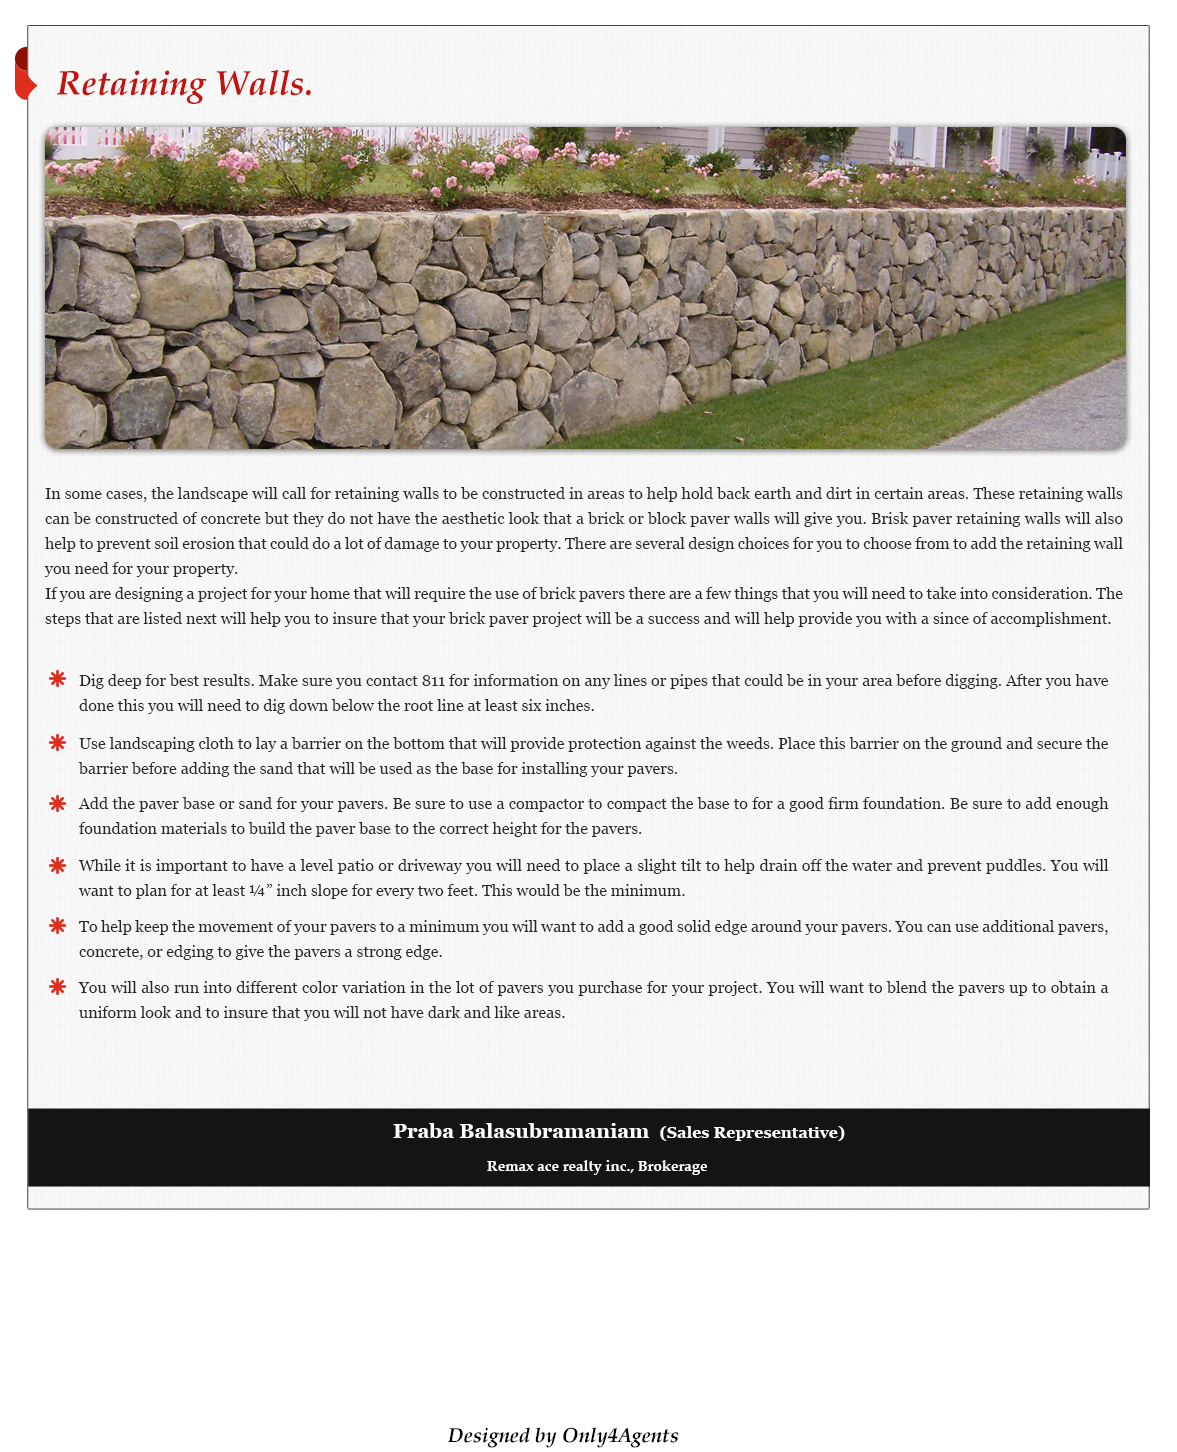 Retaining Walls.
In some cases, the landscape will call for retaining walls to be constructed in areas to help hold back earth and dirt in certain areas. These retaining walls
can be constructed of concrete but they do not have the aesthetic look that a brick or block paver walls will give you. Brisk paver retaining walls will also
help to prevent soil erosion that could do a lot of damage to your property. There are several design choices for you to choose from to add the retaining wall
you need for your property.
If you are designing a project for your home that will require the use of brick pavers there are a few things that you will need to take into consideration. The
steps that are listed next will help you to insure that your brick paver project will be a success and will help provide you with a since of accomplishment.
Dig deep for best results. Make sure you contact 811 for information on any lines or pipes that could be in your area before digging. After you have
done this you will need to dig down below the root line at least six inches.
Use landscaping cloth to lay a barrier on the bottom that will provide protection against the weeds. Place this barrier on the ground and secure the
barrier before adding the sand that will be used as the base for installing your pavers.
Add the paver base or sand for your pavers. Be sure to use a compactor to compact the base to for a good firm foundation. Be sure to add enough
foundation materials to build the paver base to the correct height for the pavers.
While it is important to have a level patio or driveway you will need to place a slight tilt to help drain off the water and prevent puddles. You will
want to plan for at least ¼” inch slope for every two feet. This would be the minimum.
To help keep the movement of your pavers to a minimum you will want to add a good solid edge around your pavers. You can use additional pavers,
concrete, or edging to give the pavers a strong edge.
You will also run into different color variation in the lot of pavers you purchase for your project. You will want to blend the pavers up to obtain a
uniform look and to insure that you will not have dark and like areas.
Praba Balasubramaniam (Sales Representative)
Remax ace realty inc., Brokerage
Designed by Only4Agents